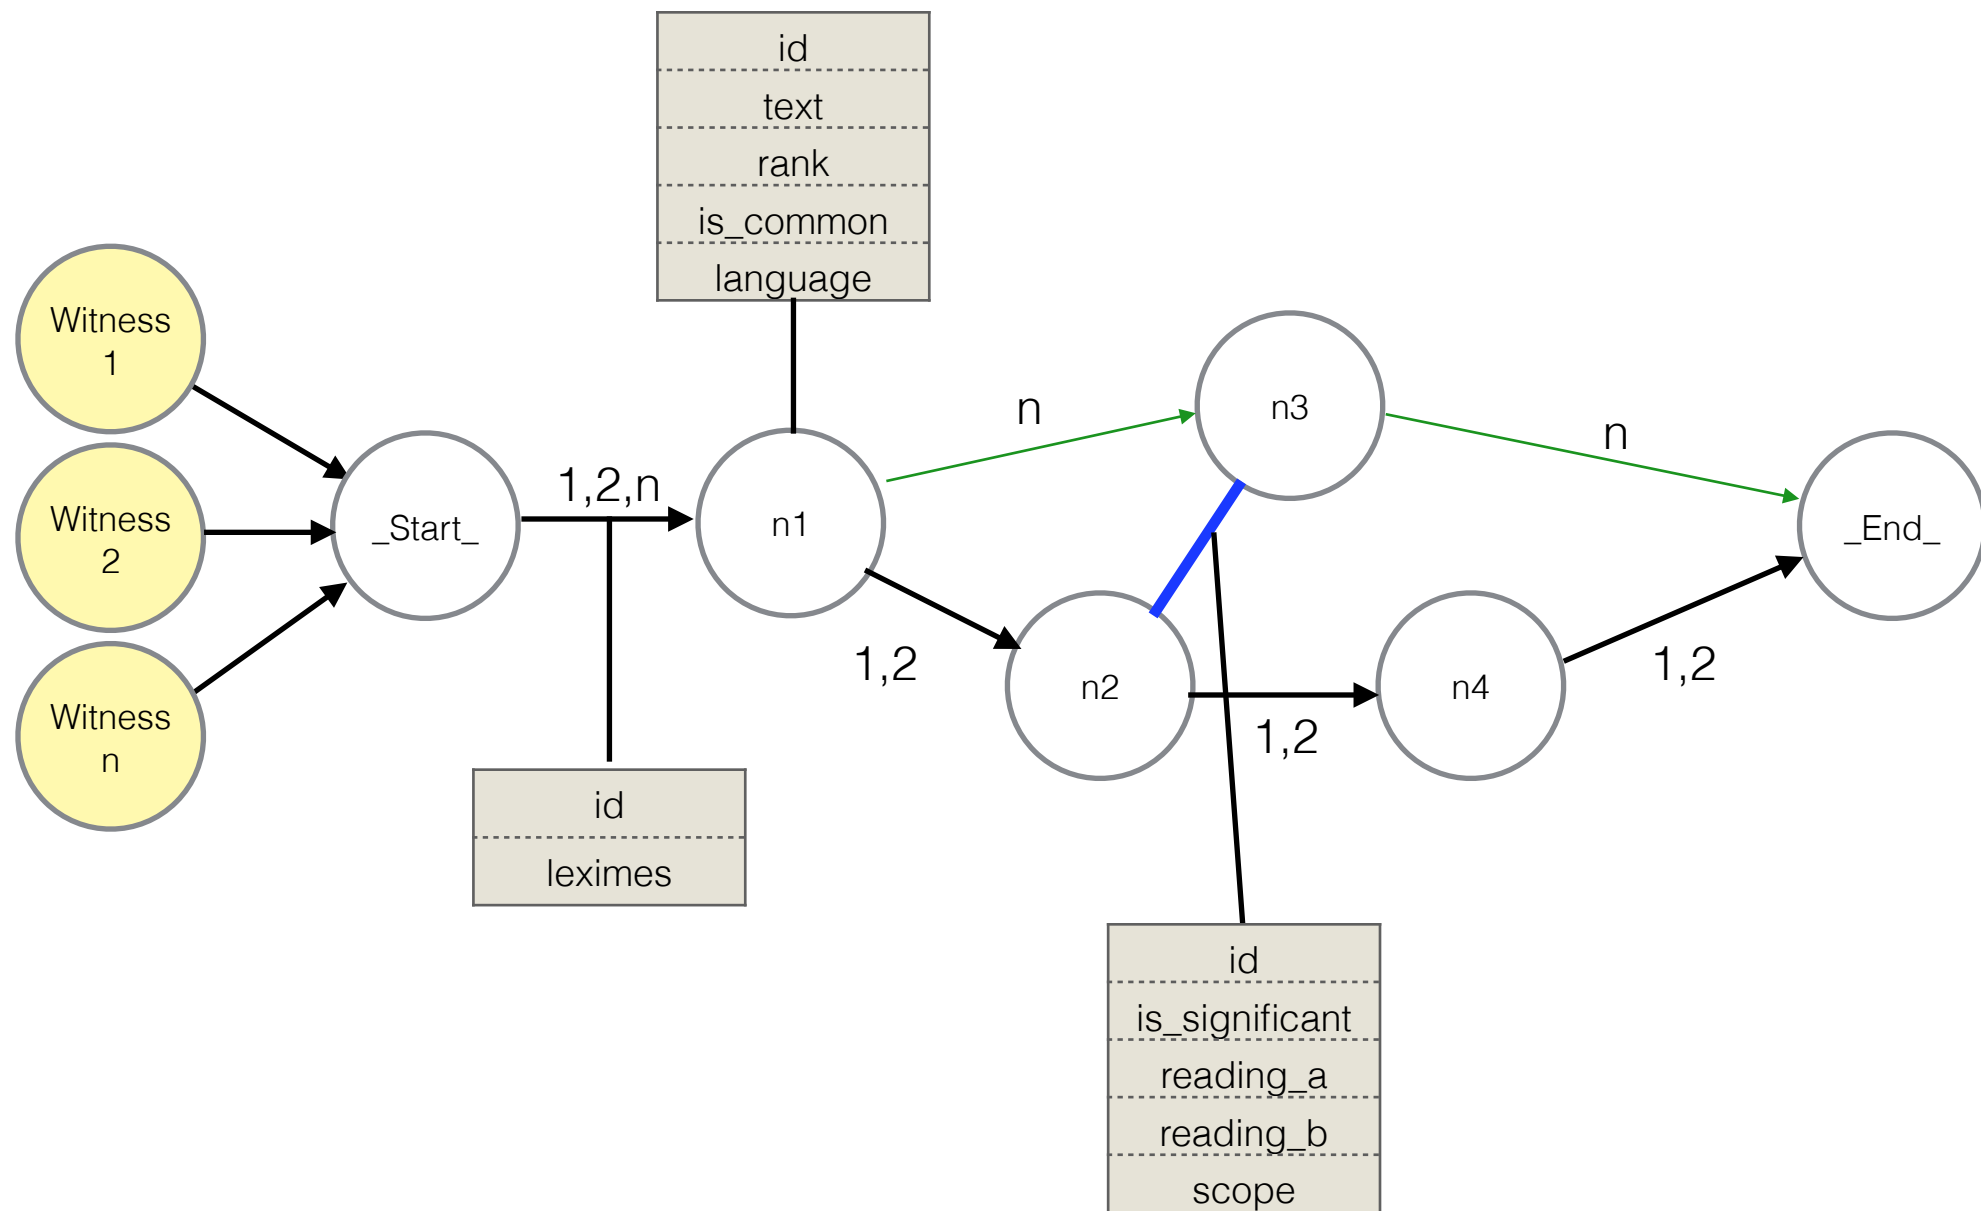 id
text
rank
is_common
language
Witness
1
Witness
2
Witness
n
_Start_
1,2,n
n1
n
n3
n
_End_
1,2
n2
1,2
n4
1,2
id
leximes
id
is_significant
reading_a
reading_b
scope